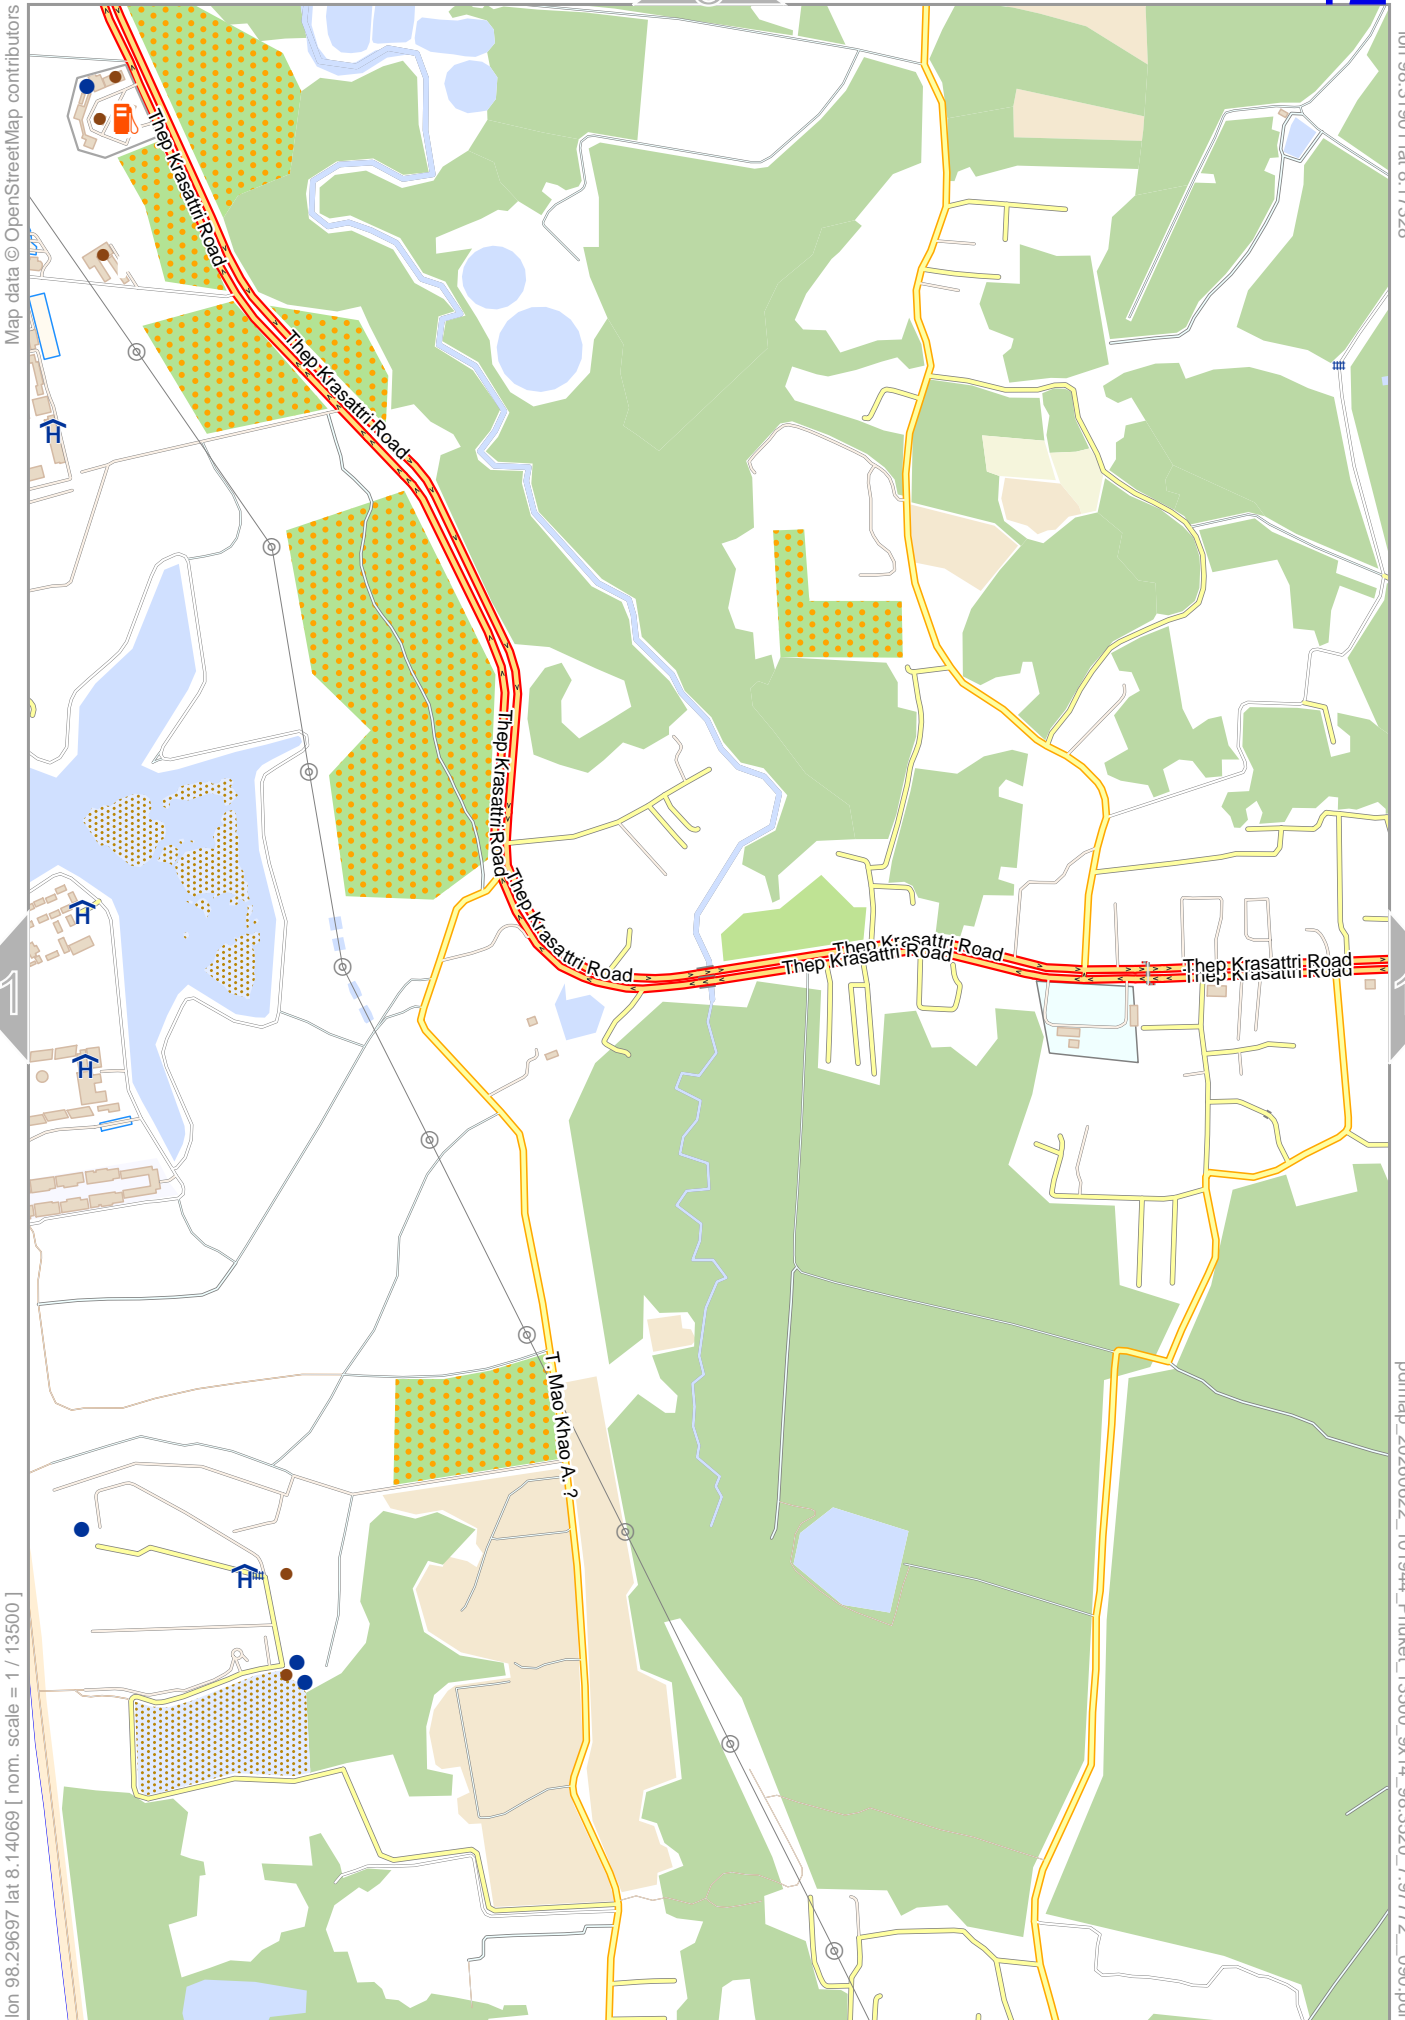 Map data © OpenStreetMap contributors
Thep Krasattri Road
Thep Krasattri Road
Thep Krasattri Road
Thep Krasattri Road
Thep Krasattri Road
Thep Krasattri Road
Thep Krasattri Road
Thep Krasattri Road
H
H
H
H
1
T. Mao Khao A. ?
lon 98.29697 lat 8.14069 [ nom. scale = 1 / 13500 ]